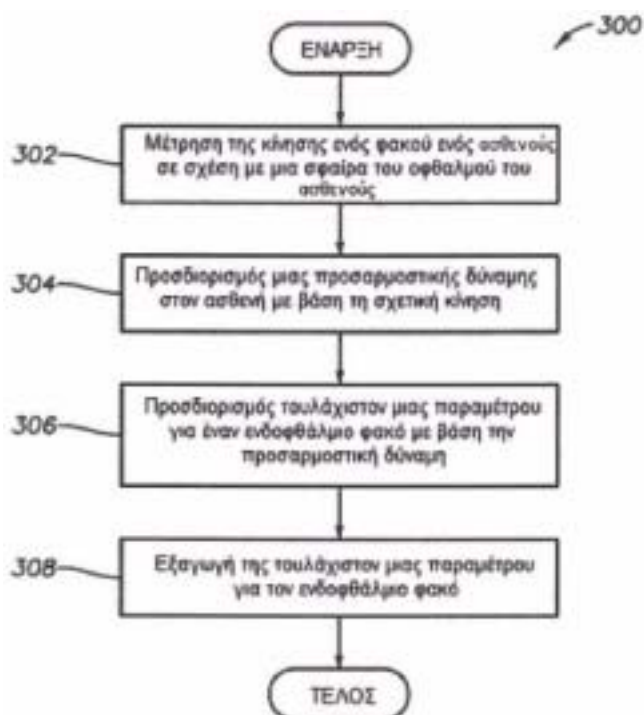 300
ΕΝΑΡΞΗ
302
Μέτρηση της κίνησης ενός φακού ενός ασθενούς
σε σχέση με μια σφαίρα του οφθαλμού του
ασθενούς
304
Προσδιορισμός μιας προσαρμοστικής δύναμης
στον ασθενή με βάση τη σχετική κίνηση
306
Προσδιορισμός τουλάχιστον μιας παραμέτρου
για έναν ενδοφθάλμιο φακό με βάση την
προσαρμοστική δύναμη
308
Εξαγωγή της τουλάχιστον μιας παραμέτρου
για τον ενδοφθάλμιο φακό
ΤΕΛΟΣ